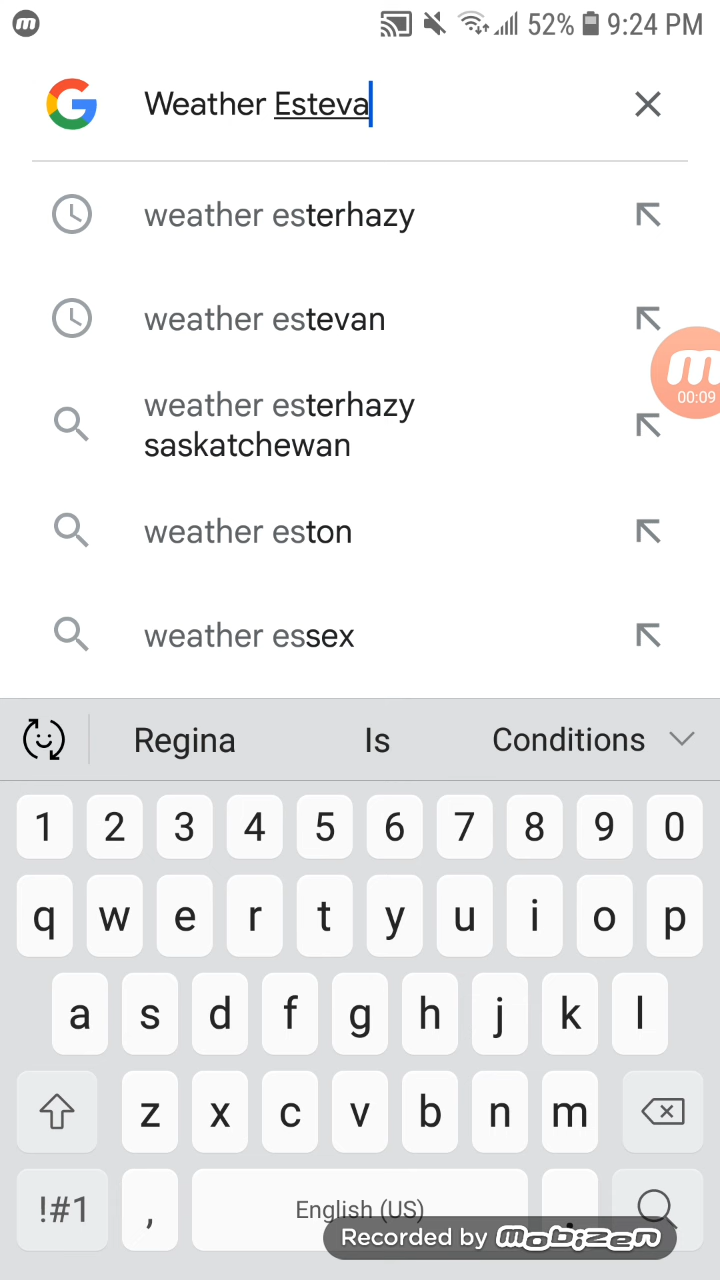 52% 9:24 PM
Weather Esteva
weather esterhazy
weather estevan
00:09
weather esterhazy
saskatchewan
weather eston
weather essex
Regina Is Conditions
1 2 3 4 5 6 7 8 9 0
q w e r t y u i o p
a s d f g h j k l
z x c v b n m
!#1 , English (US) .
Recorded by mobizen